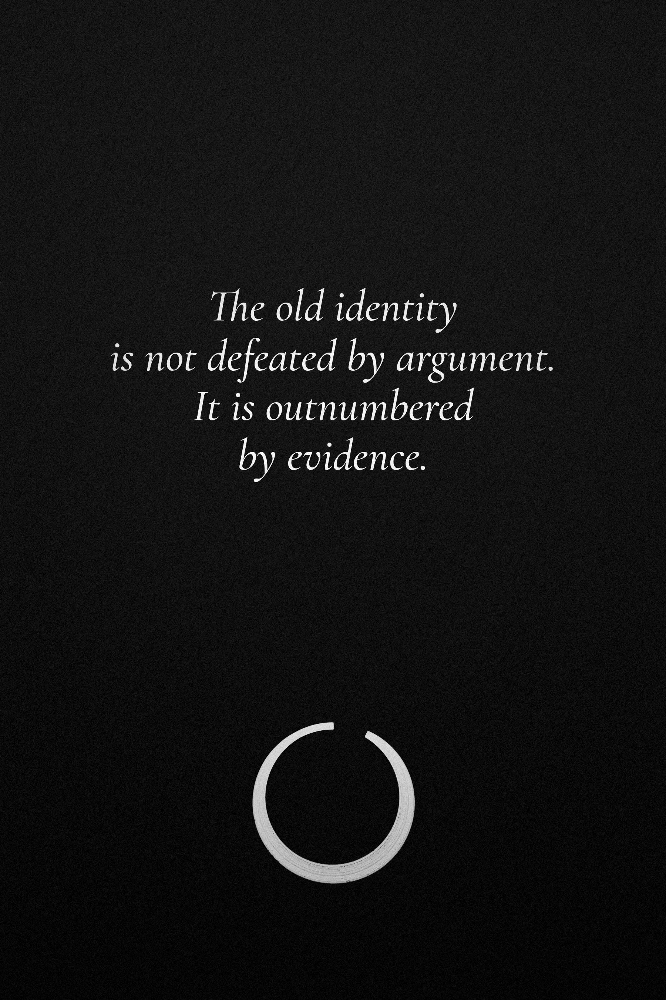 The old identity
is not defeated by argument.
It is outnumbered
by evidence.